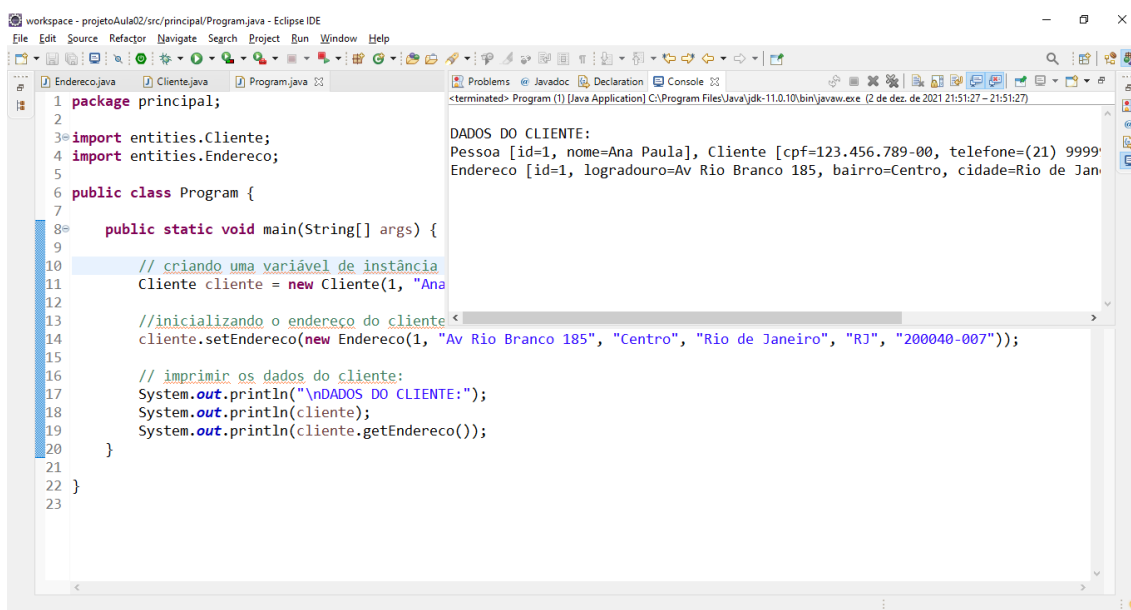 workspace - projetoAula02/src/principal/Program.java - Eclipse IDE
File Edit Source Refactor Navigate Search Project Run Window Help
Endereco.java Cliente.java Program.java
1 package principal;
2
3 import entities.Cliente;
4 import entities.Endereco;
5
6 public class Program {
7
8 public static void main(String[] args) {
9
10 // criando uma variável de instância
11 Cliente cliente = new Cliente(1, "Ana
12
13 //inicializando o endereço do cliente
14 cliente.setEndereco(new Endereco(1, "Av Rio Branco 185", "Centro", "Rio de Janeiro", "RJ", "200040-007"));
15
16 // imprimir os dados do cliente:
17 System.out.println("\nDADOS DO CLIENTE:");
18 System.out.println(cliente);
19 System.out.println(cliente.getEndereco());
20 }
21
22 }
23
Problems Javadoc Declaration Console
<terminated> Program (1) [Java Application] C:\Program Files\Java\jdk-11.0.10\bin\javaw.exe (2 de dez. de 2021 21:51:27 – 21:51:27)
DADOS DO CLIENTE:
Pessoa [id=1, nome=Ana Paula], Cliente [cpf=123.456.789-00, telefone=(21) 9999
Endereco [id=1, logradouro=Av Rio Branco 185, bairro=Centro, cidade=Rio de Jan